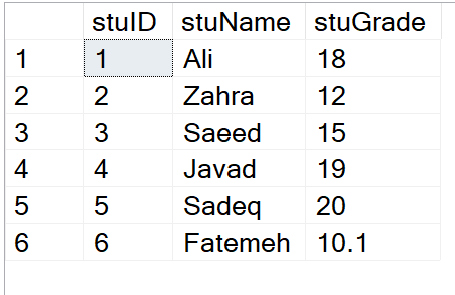 stuID stuName stuGrade
1 1 Ali 18
2 2 Zahra 12
3 3 Saeed 15
4 4 Javad 19
5 5 Sadeq 20
6 6 Fatemeh 10.1